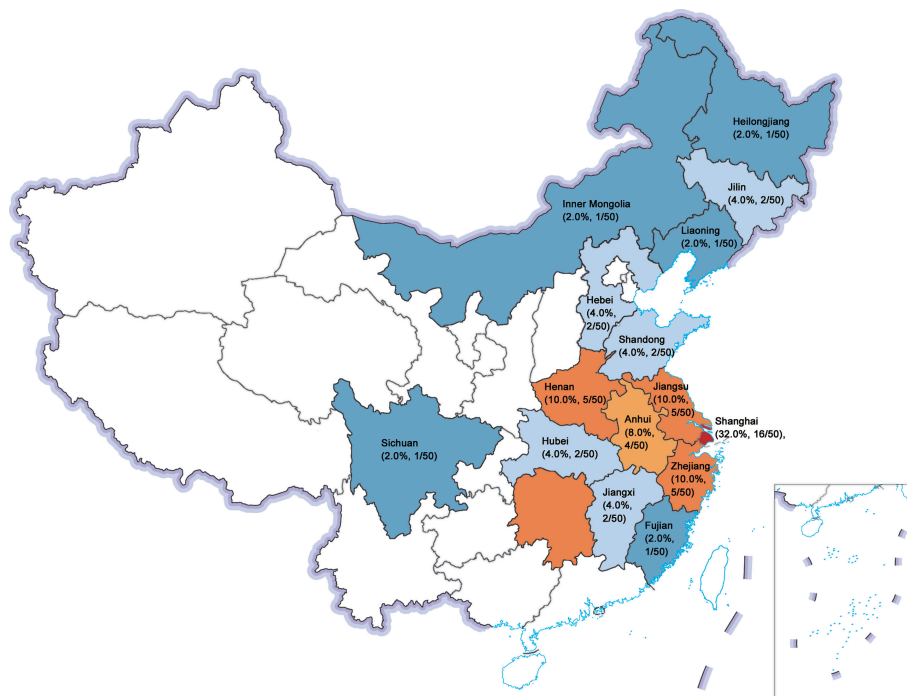 Heilongjiang
(2.0%, 1/50)
Jilin
(4.0%, 2/50)
Inner Mongolia
(2.0%, 1/50)
Liaoning
(2.0%, 1/50)
Hebei
(4.0%,
2/50)
Shandong
(4.0%, 2/50)
Henan
(10.0%, 5/50)
Jiangsu
(10.0%,
5/50)
Anhui
(8.0%,
4/50)
Shanghai
(32.0%, 16/50),
Sichuan
(2.0%, 1/50)
Hubei
(4.0%, 2/50)
Zhejiang
(10.0%,
5/50)
Jiangxi
(4.0%,
2/50)
Fujian
(2.0%,
1/50)